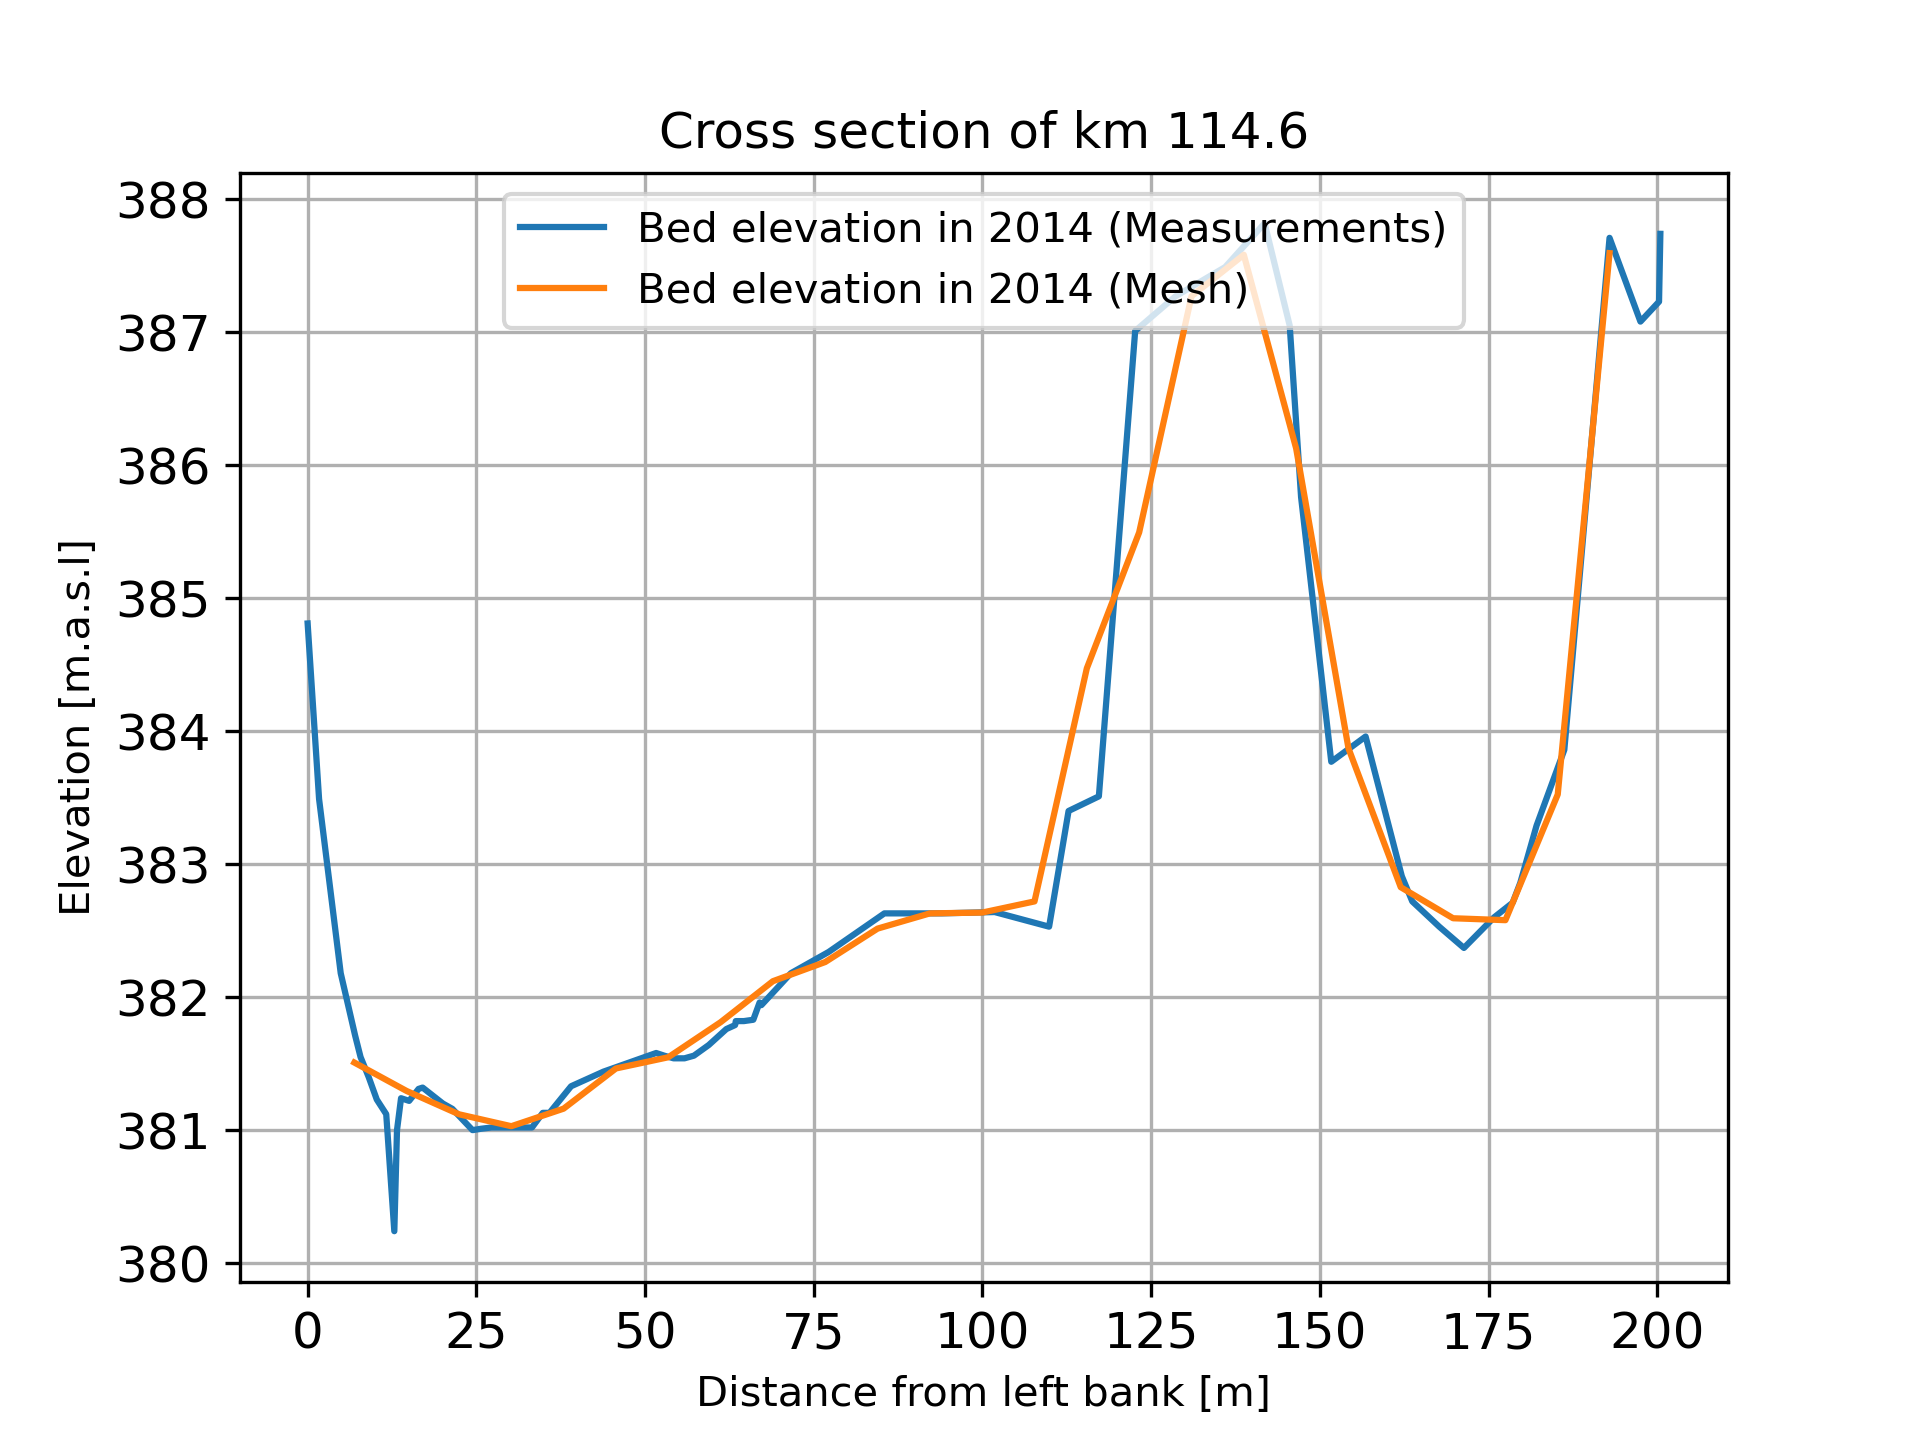 Cross section of km 114.6
Bed elevation in 2014 (Measurements)
Bed elevation in 2014 (Mesh)
Elevation [m.a.s.l]
388
387
386
385
384
383
382
381
380
0 25 50 75 100 125 150 175 200
Distance from left bank [m]